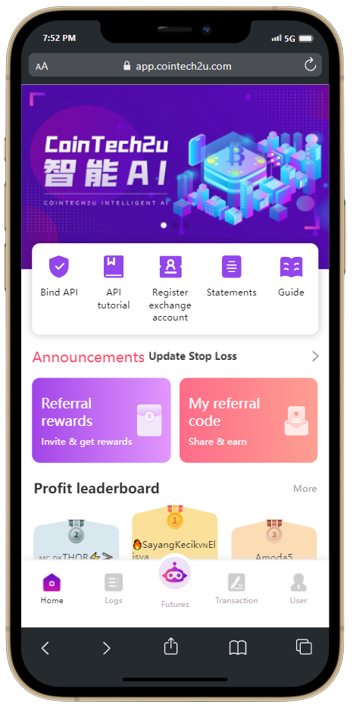 7:52 PM
5G
AA
app.cointech2u.com
CoinTech2u
智能AI
COINTECH2U INTELLIGENT AI
Bind API
API
tutorial
Register
exchange
account
Statements
Guide
Announcements Update Stop Loss
Referral
rewards
Invite & get rewards
My referral
code
Share & earn
Profit leaderboard
More
1
2
3
MC DKTHOR⚡
🔥SayangKecikVNEl
isya
Amoda5
Home
Logs
Futures
Transaction
User